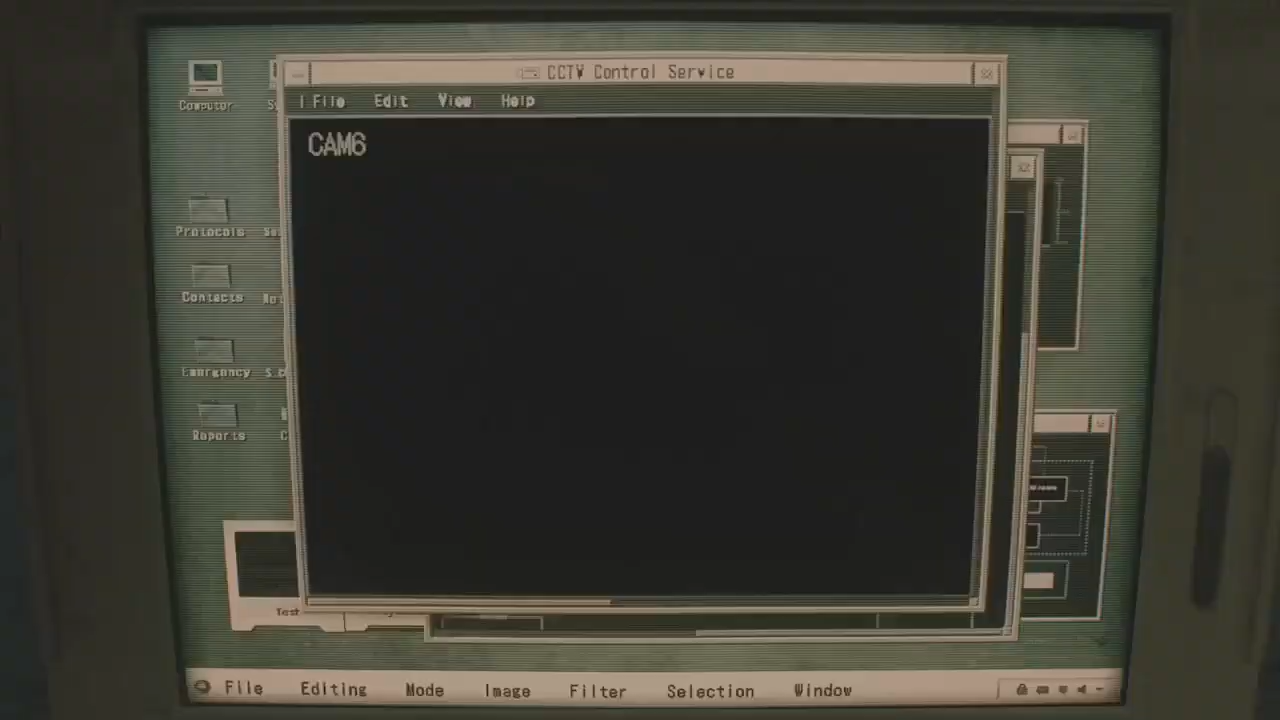 CCTV Control Service
File Edit View Help
CAM6
Computer
Protocols
Contacts
Emergency
Reports
Test
File Editing Mode Image Filter Selection Window